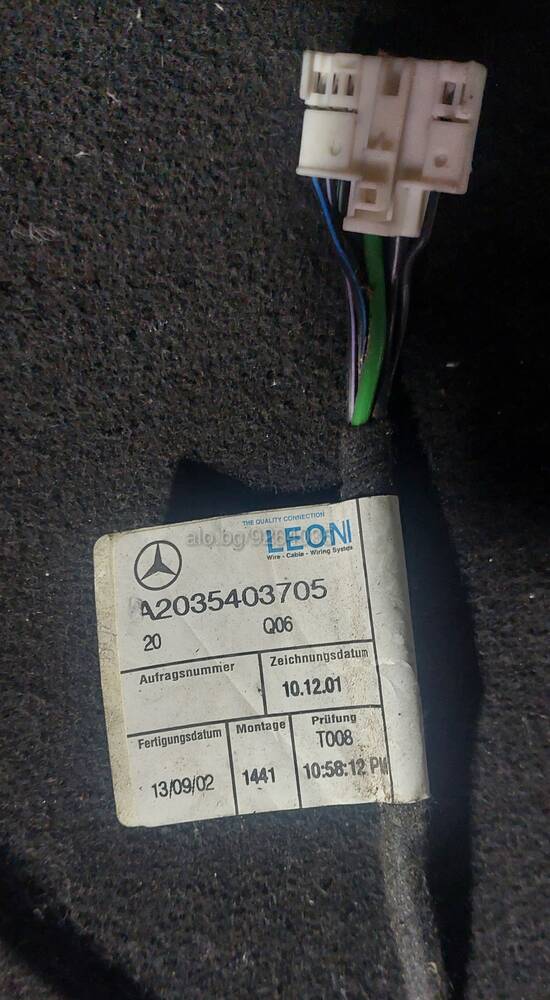 THE QUALITY CONNECTION
LEONI
Wire - Cable - Wiring System
A2035403705
20 Q06
Aufragsnummer
Zeichnungsdatum
10.12.01
Fertigungsdatum
13/09/02
Montage
1441
Prüfung
T008
10:58:12 PM